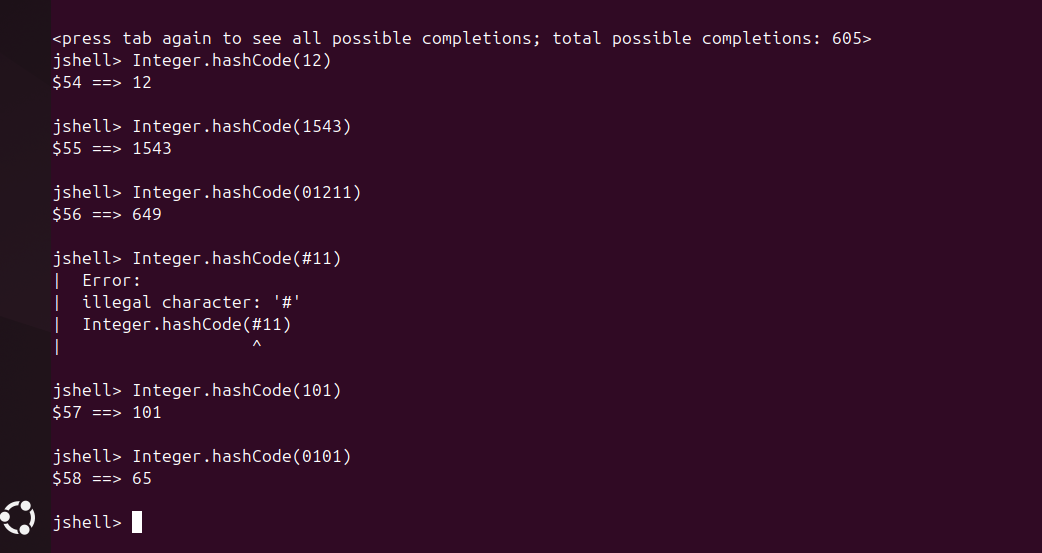 <press tab again to see all possible completions; total possible completions: 605>
jshell> Integer.hashCode(12)
$54 ==> 12
jshell> Integer.hashCode(1543)
$55 ==> 1543
jshell> Integer.hashCode(01211)
$56 ==> 649
jshell> Integer.hashCode(#11)
|  Error:
|  illegal character: '#'
|  Integer.hashCode(#11)
|                   ^
jshell> Integer.hashCode(101)
$57 ==> 101
jshell> Integer.hashCode(0101)
$58 ==> 65
jshell>